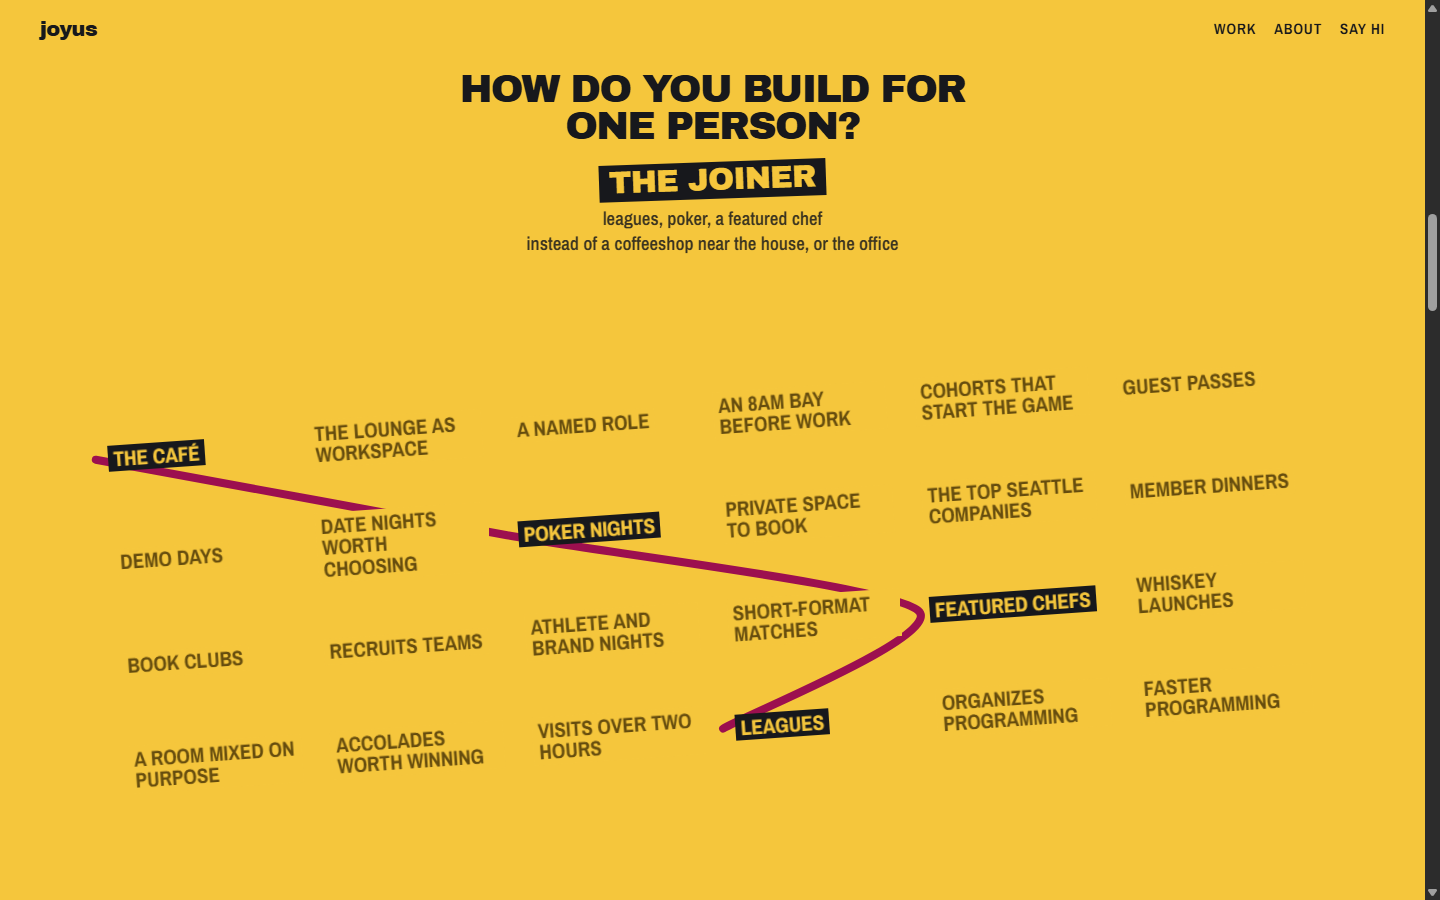 joyus
WORK ABOUT SAY HI
HOW DO YOU BUILD FOR
ONE PERSON?
THE JOINER
leagues, poker, a featured chef
instead of a coffeeshop near the house, or the office
THE CAFÉ
THE LOUNGE AS
WORKSPACE
A NAMED ROLE
AN 8AM BAY
BEFORE WORK
COHORTS THAT
START THE GAME
GUEST PASSES
DEMO DAYS
DATE NIGHTS
WORTH
CHOOSING
POKER NIGHTS
PRIVATE SPACE
TO BOOK
THE TOP SEATTLE
COMPANIES
MEMBER DINNERS
BOOK CLUBS
RECRUITS TEAMS
ATHLETE AND
BRAND NIGHTS
SHORT-FORMAT
MATCHES
FEATURED CHEFS
WHISKEY
LAUNCHES
A ROOM MIXED ON
PURPOSE
ACCOLADES
WORTH WINNING
VISITS OVER TWO
HOURS
LEAGUES
ORGANIZES
PROGRAMMING
FASTER
PROGRAMMING